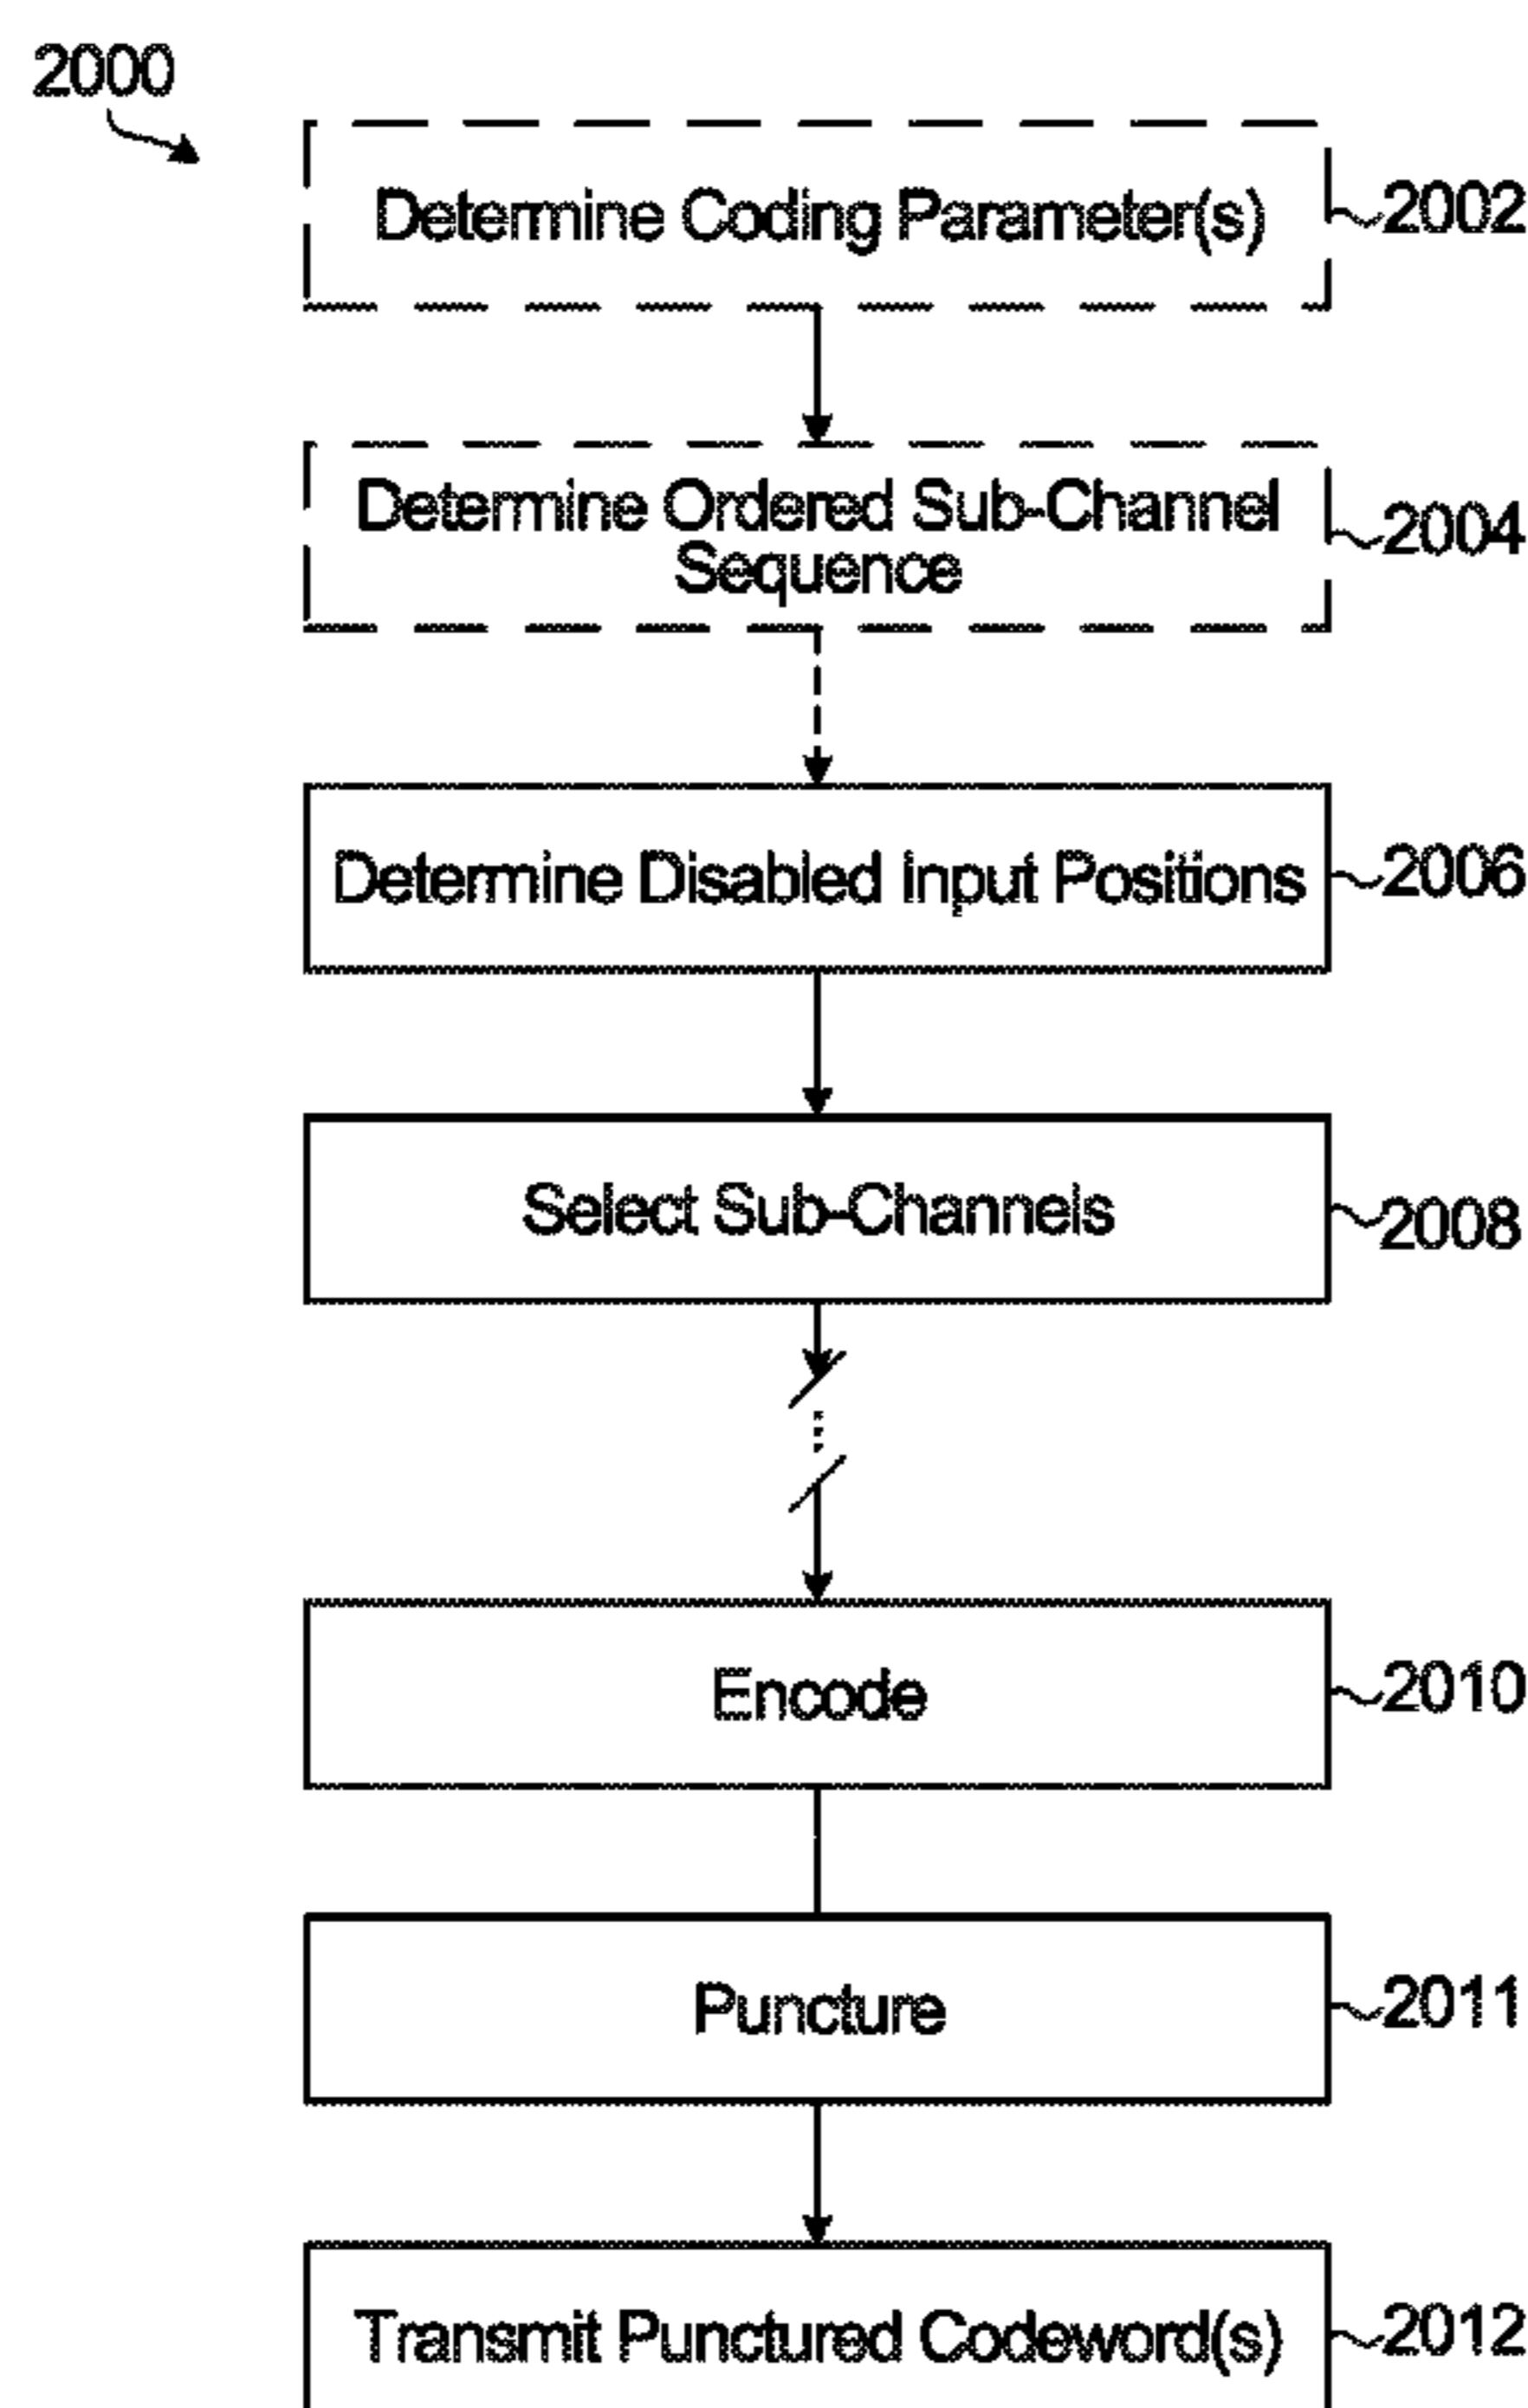 2000
Determine Coding Parameter(s)
2002
Determine Ordered Sub-Channel
Sequence
2004
Determine Disabled Input Positions
2006
Select Sub-Channels
2008
Encode
2010
Puncture
2011
Transmit Punctured Codeword(s)
2012